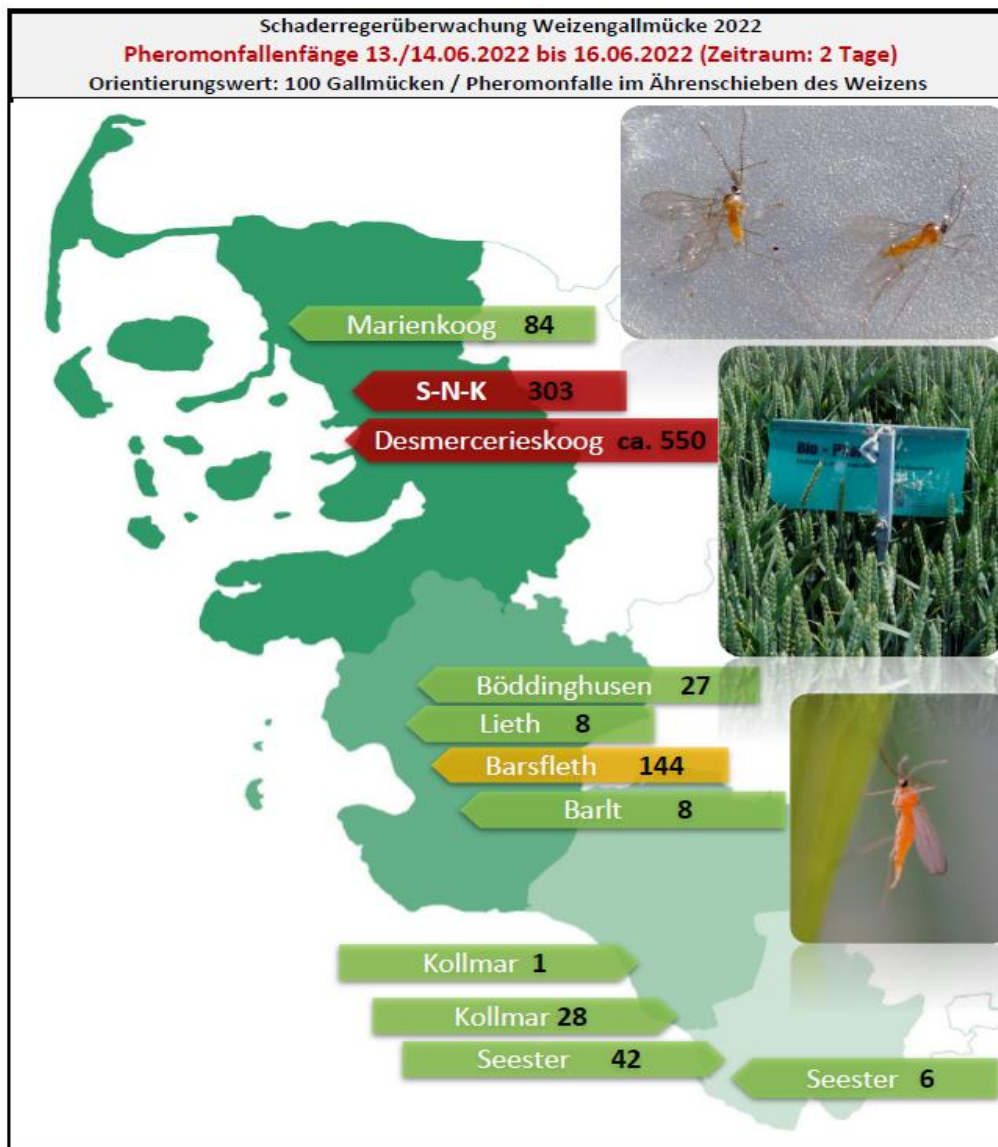 Schaderregerüberwachung Weizengallmücke 2022
Pheromonfallenfänge 13./14.06.2022 bis 16.06.2022 (Zeitraum: 2 Tage)
Orientierungswert: 100 Gallmücken / Pheromonfalle im Ährenschieben des Weizens
Marienkoog 84
S-N-K 303
Desmercerieskoog ca. 550
Bio -
Böddinghusen 27
Lieth 8
Barsfleth 144
Barlt 8
Kollmar 1
Kollmar 28
Seester 42
Seester 6